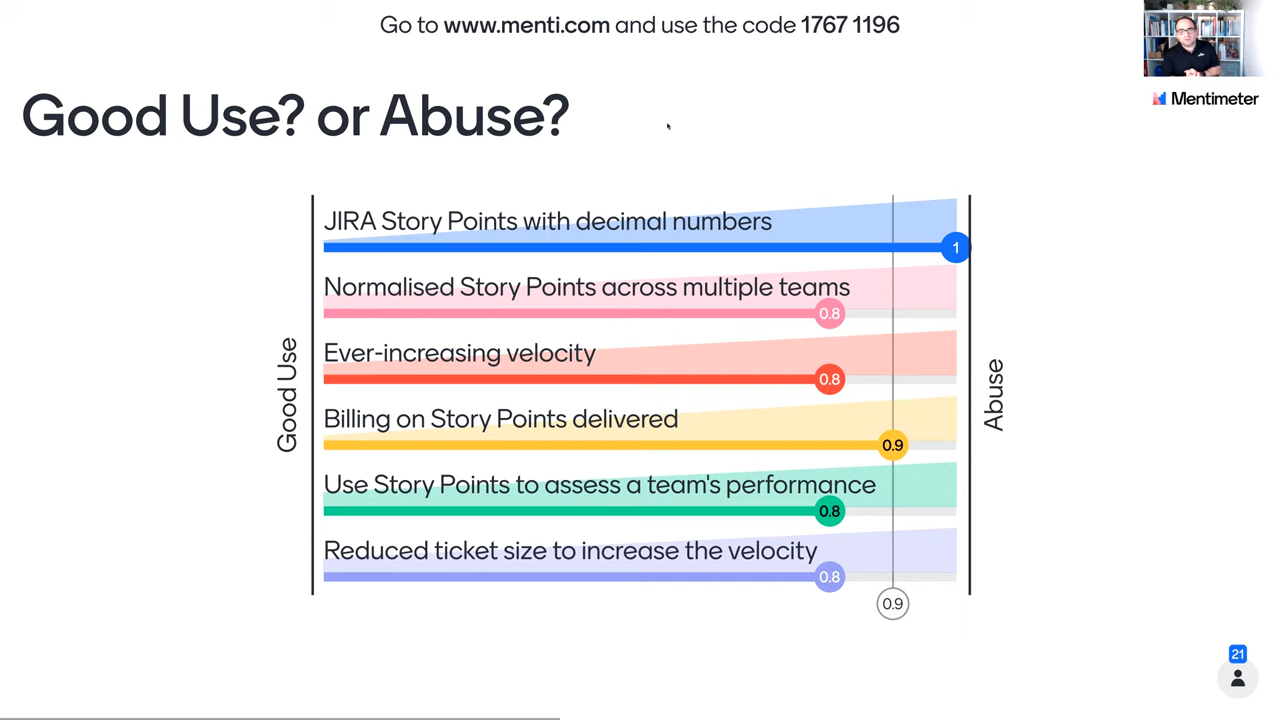 Go to www.menti.com and use the code 1767 1196
Mentimeter
Good Use? or Abuse?
JIRA Story Points with decimal numbers
1
Normalised Story Points across multiple teams
0.8
Ever-increasing velocity
0.8
Good Use
Abuse
Billing on Story Points delivered
0.9
Use Story Points to assess a team's performance
0.8
Reduced ticket size to increase the velocity
0.8
0.9
21